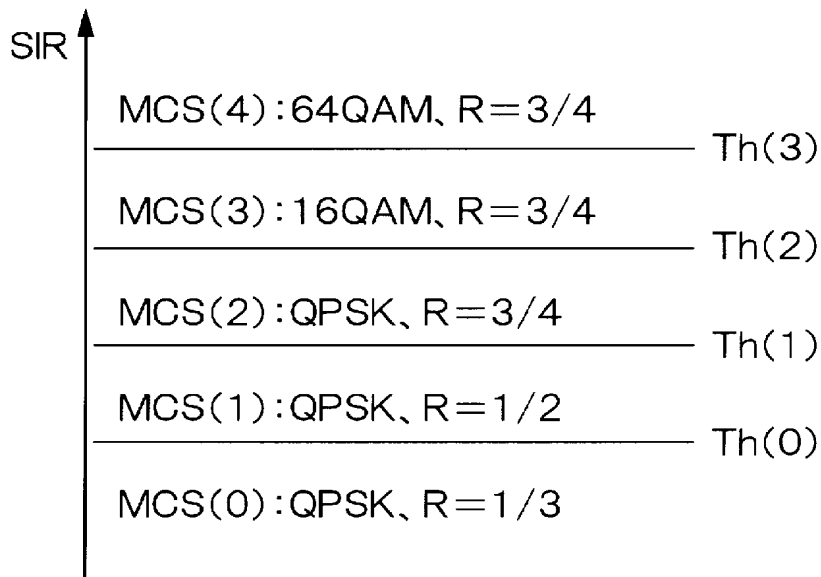 SIR
MCS(4):64QAM、R=3/4
Th(3)
MCS(3):16QAM、R=3/4
Th(2)
MCS(2):QPSK、R=3/4
Th(1)
MCS(1):QPSK、R=1/2
Th(0)
MCS(0):QPSK、R=1/3